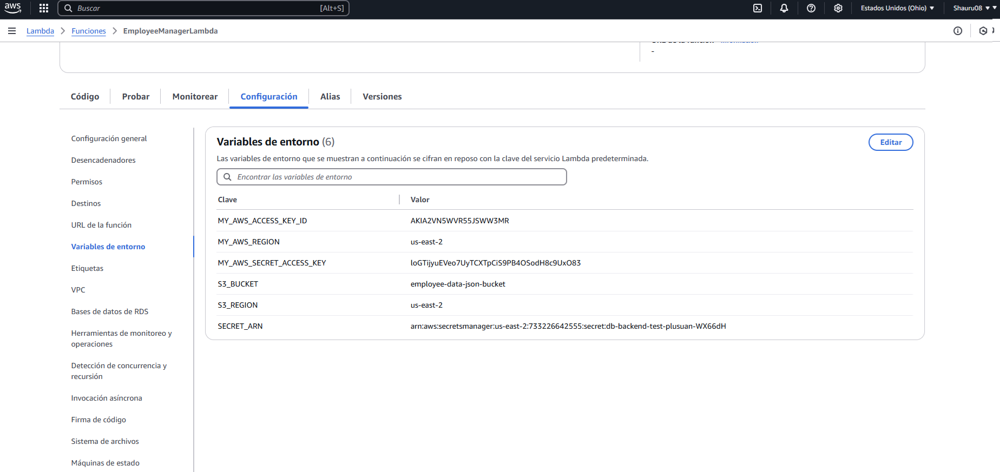 aws
Buscar
[Alt+S]
Estados Unidos (Ohio)
Shauru08
Lambda
Funciones
EmployeeManagerLambda
-
Código
Probar
Monitorear
Configuración
Alias
Versiones
Configuración general
Desencadenadores
Permisos
Destinos
URL de la función
Variables de entorno
Etiquetas
VPC
Bases de datos de RDS
Herramientas de monitoreo y
operaciones
Detección de concurrencia y
recursión
Invocación asíncrona
Firma de código
Sistema de archivos
Máquinas de estado
Variables de entorno (6)
Editar
Las variables de entorno que se muestran a continuación se cifran en reposo con la clave del servicio Lambda predeterminada.
Encontrar las variables de entorno
Clave Valor
MY_AWS_ACCESS_KEY_ID AKIA2VN5WVR55JSWW3MR
MY_AWS_REGION us-east-2
MY_AWS_SECRET_ACCESS_KEY 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
S3_BUCKET employee-data-json-bucket
S3_REGION us-east-2
SECRET_ARN arn:aws:secretsmanager:us-east-2:733226642555:secret:db-backend-test-plusuan-WX66dH